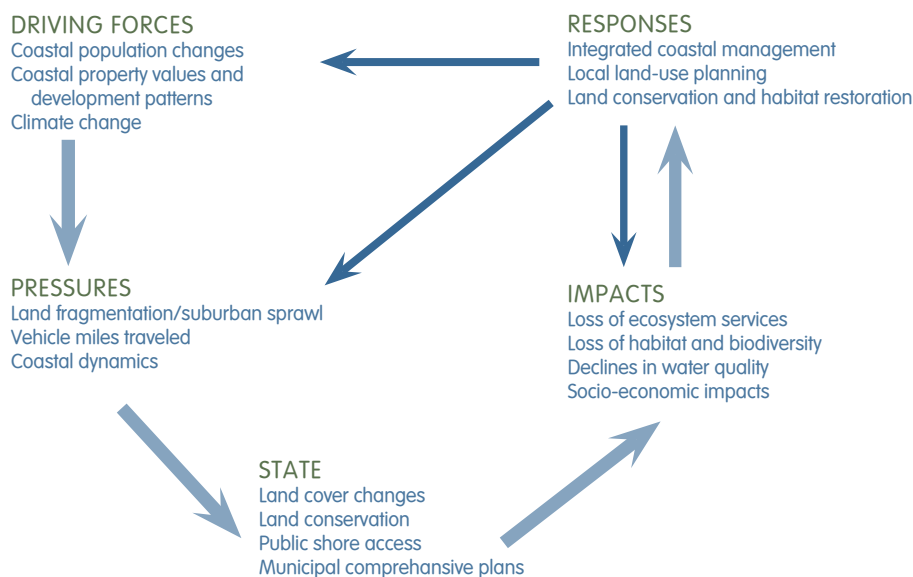 DRIVING FORCES
Coastal population changes
Coastal property values and
development patterns
Climate change
RESPONSES
Integrated coastal management
Local land-use planning
Land conservation and habitat restoration
PRESSURES
Land fragmentation/suburban sprawl
Vehicle miles traveled
Coastal dynamics
IMPACTS
Loss of ecosystem services
Loss of habitat and biodiversity
Declines in water quality
Socio-economic impacts
STATE
Land cover changes
Land conservation
Public shore access
Municipal comprehansive plans